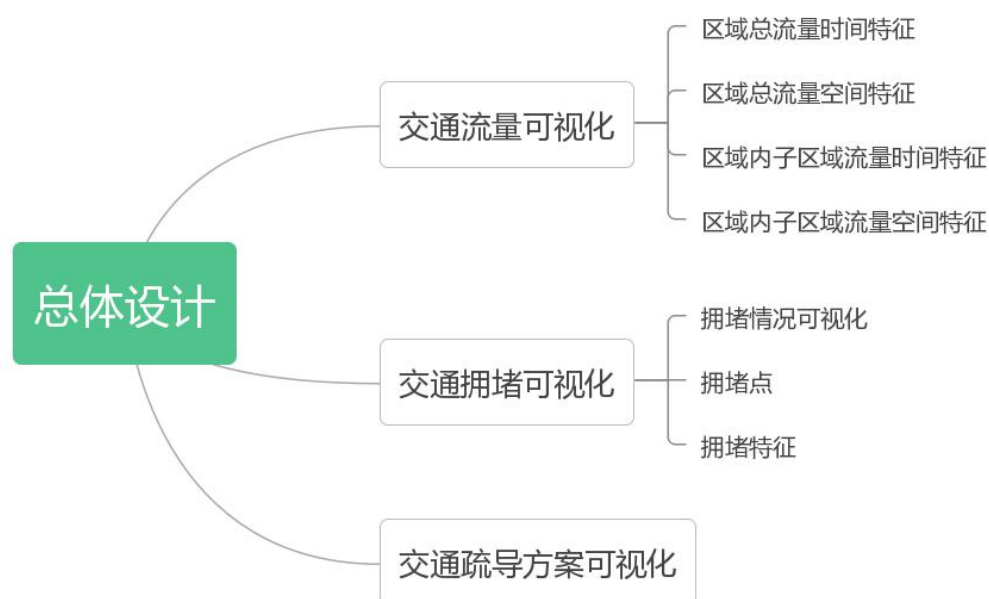 总体设计
交通流量可视化
区域总流量时间特征
区域总流量空间特征
区域内子区域流量时间特征
区域内子区域流量空间特征
交通拥堵可视化
拥堵情况可视化
拥堵点
拥堵特征
交通疏导方案可视化